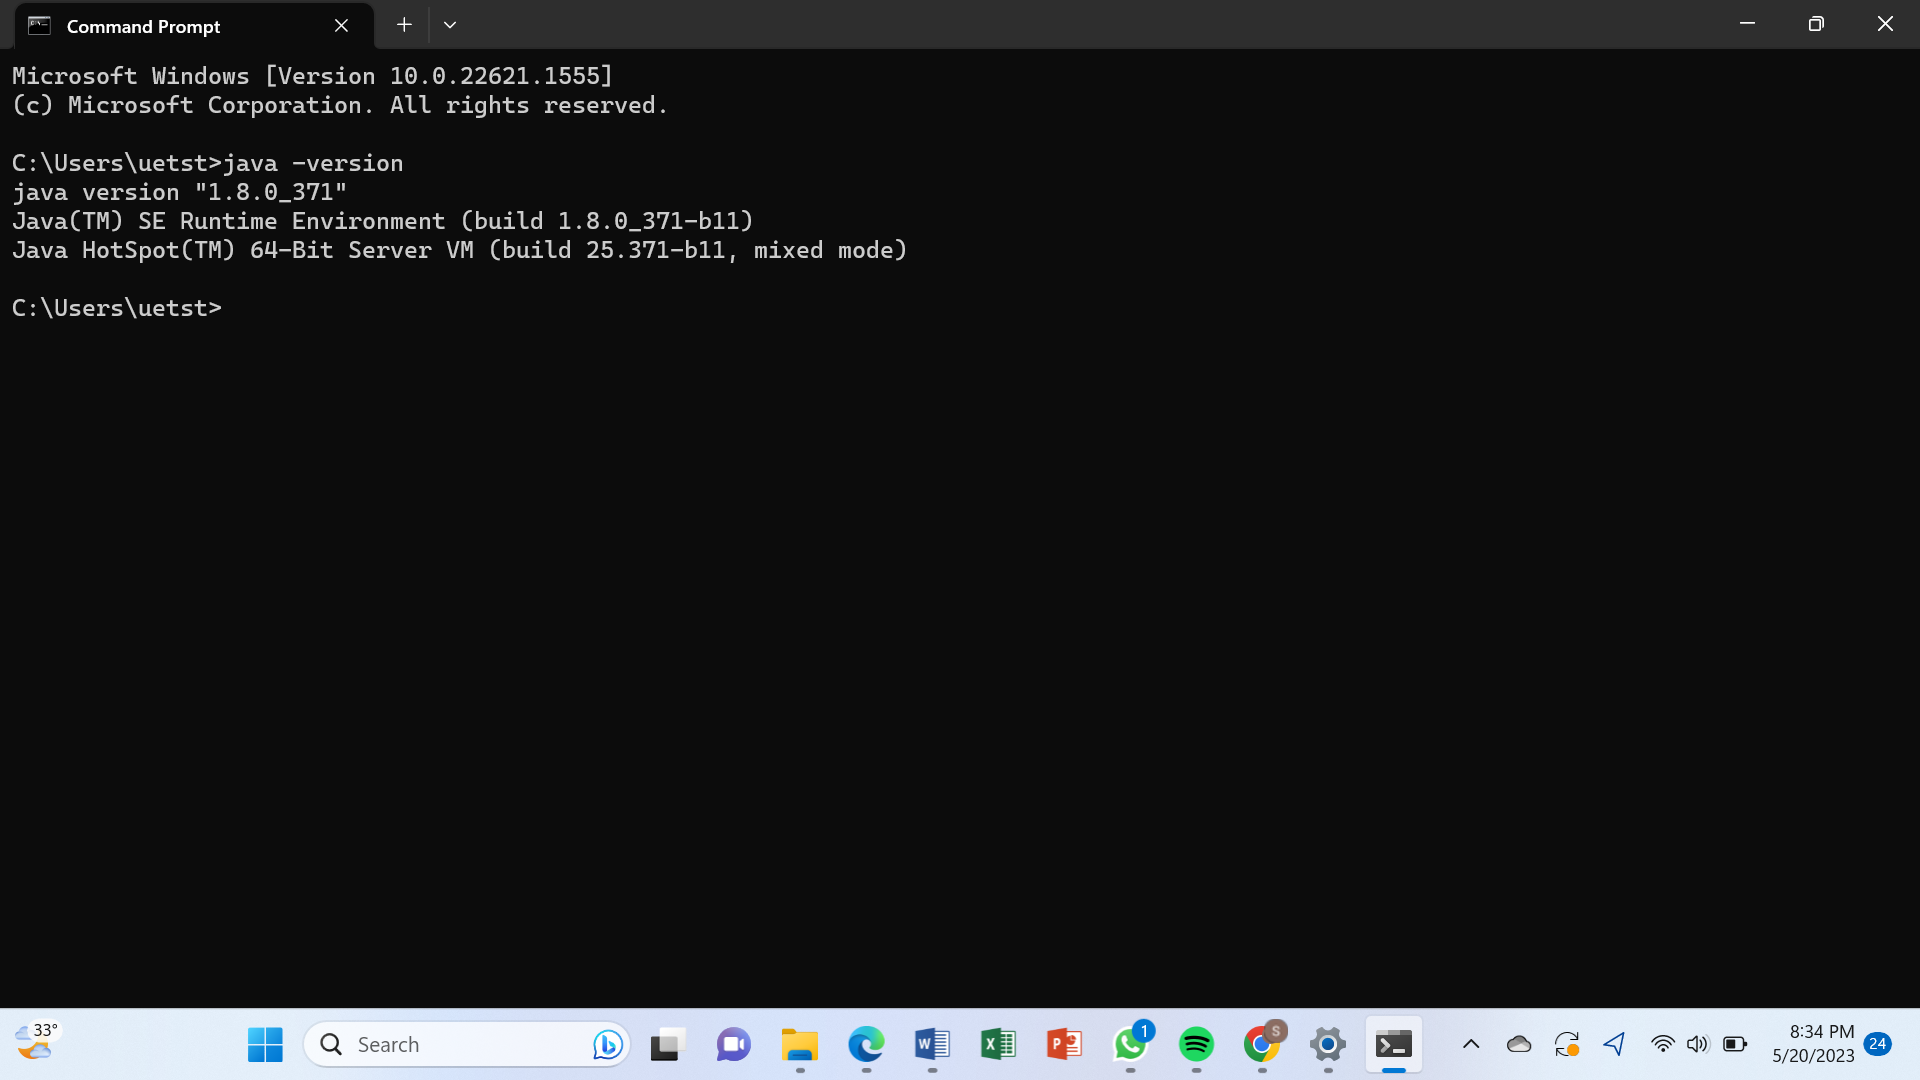 Command Prompt
Microsoft Windows [Version 10.0.22621.1555]
(c) Microsoft Corporation. All rights reserved.
C:\Users\uetst>java -version
java version "1.8.0_371"
Java(TM) SE Runtime Environment (build 1.8.0_371-b11)
Java HotSpot(TM) 64-Bit Server VM (build 25.371-b11, mixed mode)
C:\Users\uetst>
33°
Search
1
S
8:34 PM
5/20/2023
24